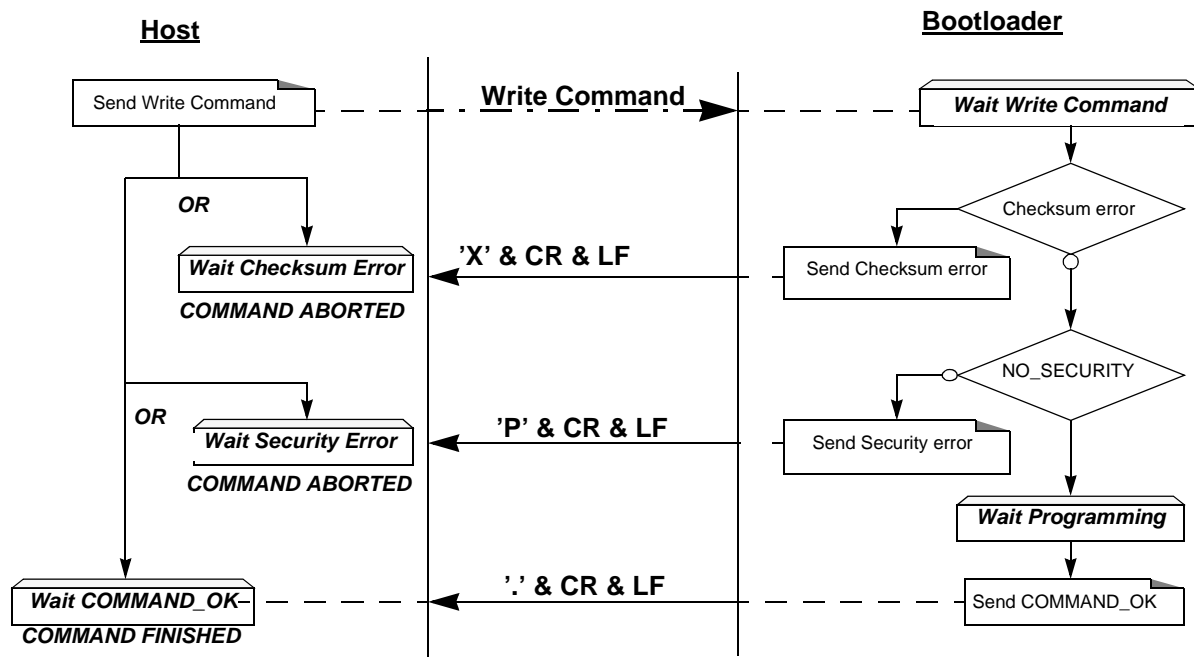 Host
Bootloader
Send Write Command
Write Command
Wait Write Command
OR
Checksum error
Wait Checksum Error
'X' & CR & LF
Send Checksum error
COMMAND ABORTED
NO_SECURITY
OR
Wait Security Error
'P' & CR & LF
Send Security error
COMMAND ABORTED
Wait Programming
Wait COMMAND_OK
'.' & CR & LF
Send COMMAND_OK
COMMAND FINISHED